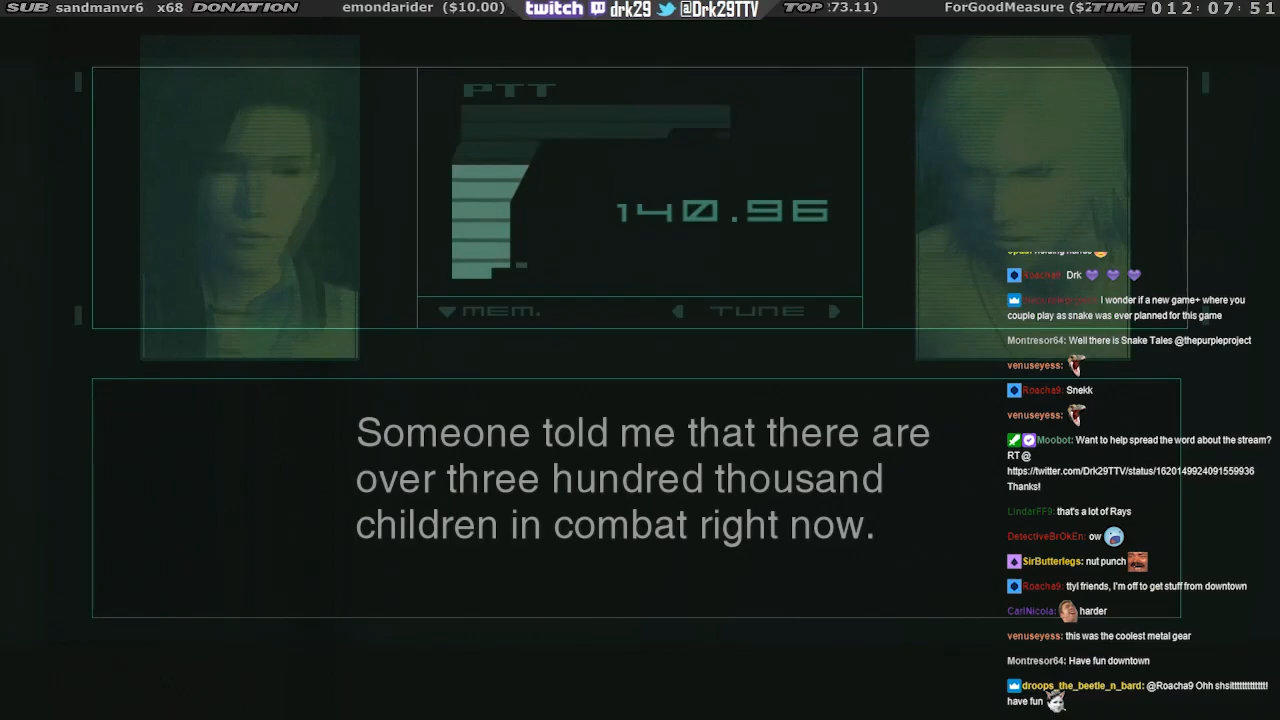 SUB sandmanvr6 x68 DONATION emondarider ($10.00) twitch drk29 @Drk29TTV TOP :73.11) ForGoodMeasure ($2 TIME 012:07:51
PTT
140.96
MEM. TUNE
Someone told me that there are
over three hundred thousand
children in combat right now.
holding hands
Roacha9: Drk
I wonder if a new game+ where you
couple play as snake was ever planned for this game
Montresor64: Well there is Snake Tales @thepurpleproject
venuseyess:
Roacha9: Snekk
venuseyess:
Moobot: Want to help spread the word about the stream?
RT @
https://twitter.com/Drk29TTV/status/1620149924091559936
Thanks!
LindarFF9: that's a lot of Rays
DetectiveBrOkEn: ow
SirButterlegs: nut punch
Roacha9: ttyl friends, I'm off to get stuff from downtown
CarlNicola: harder
venuseyess: this was the coolest metal gear
Montresor64: Have fun downtown
droops_the_beetle_n_bard: @Roacha9 Ohh shsitttttttttttttt!
have fun